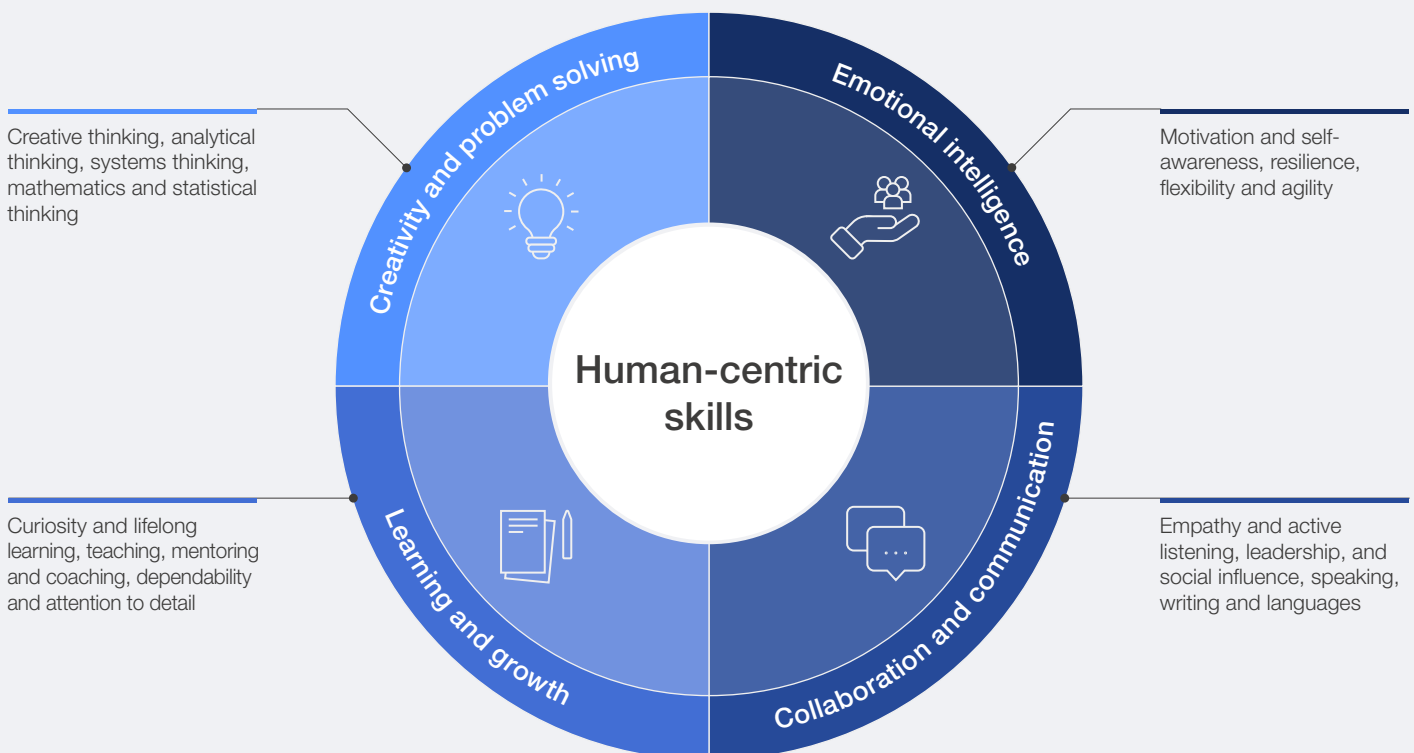 Creativity and problem solving
Emotional intelligence
Creative thinking, analytical
thinking, systems thinking,
mathematics and statistical
thinking
Motivation and self-
awareness, resilience,
flexibility and agility
Human-centric
skills
Curiosity and lifelong
learning, teaching, mentoring
and coaching, dependability
and attention to detail
Empathy and active
listening, leadership, and
social influence, speaking,
writing and languages
Learning and growth
Collaboration and communication